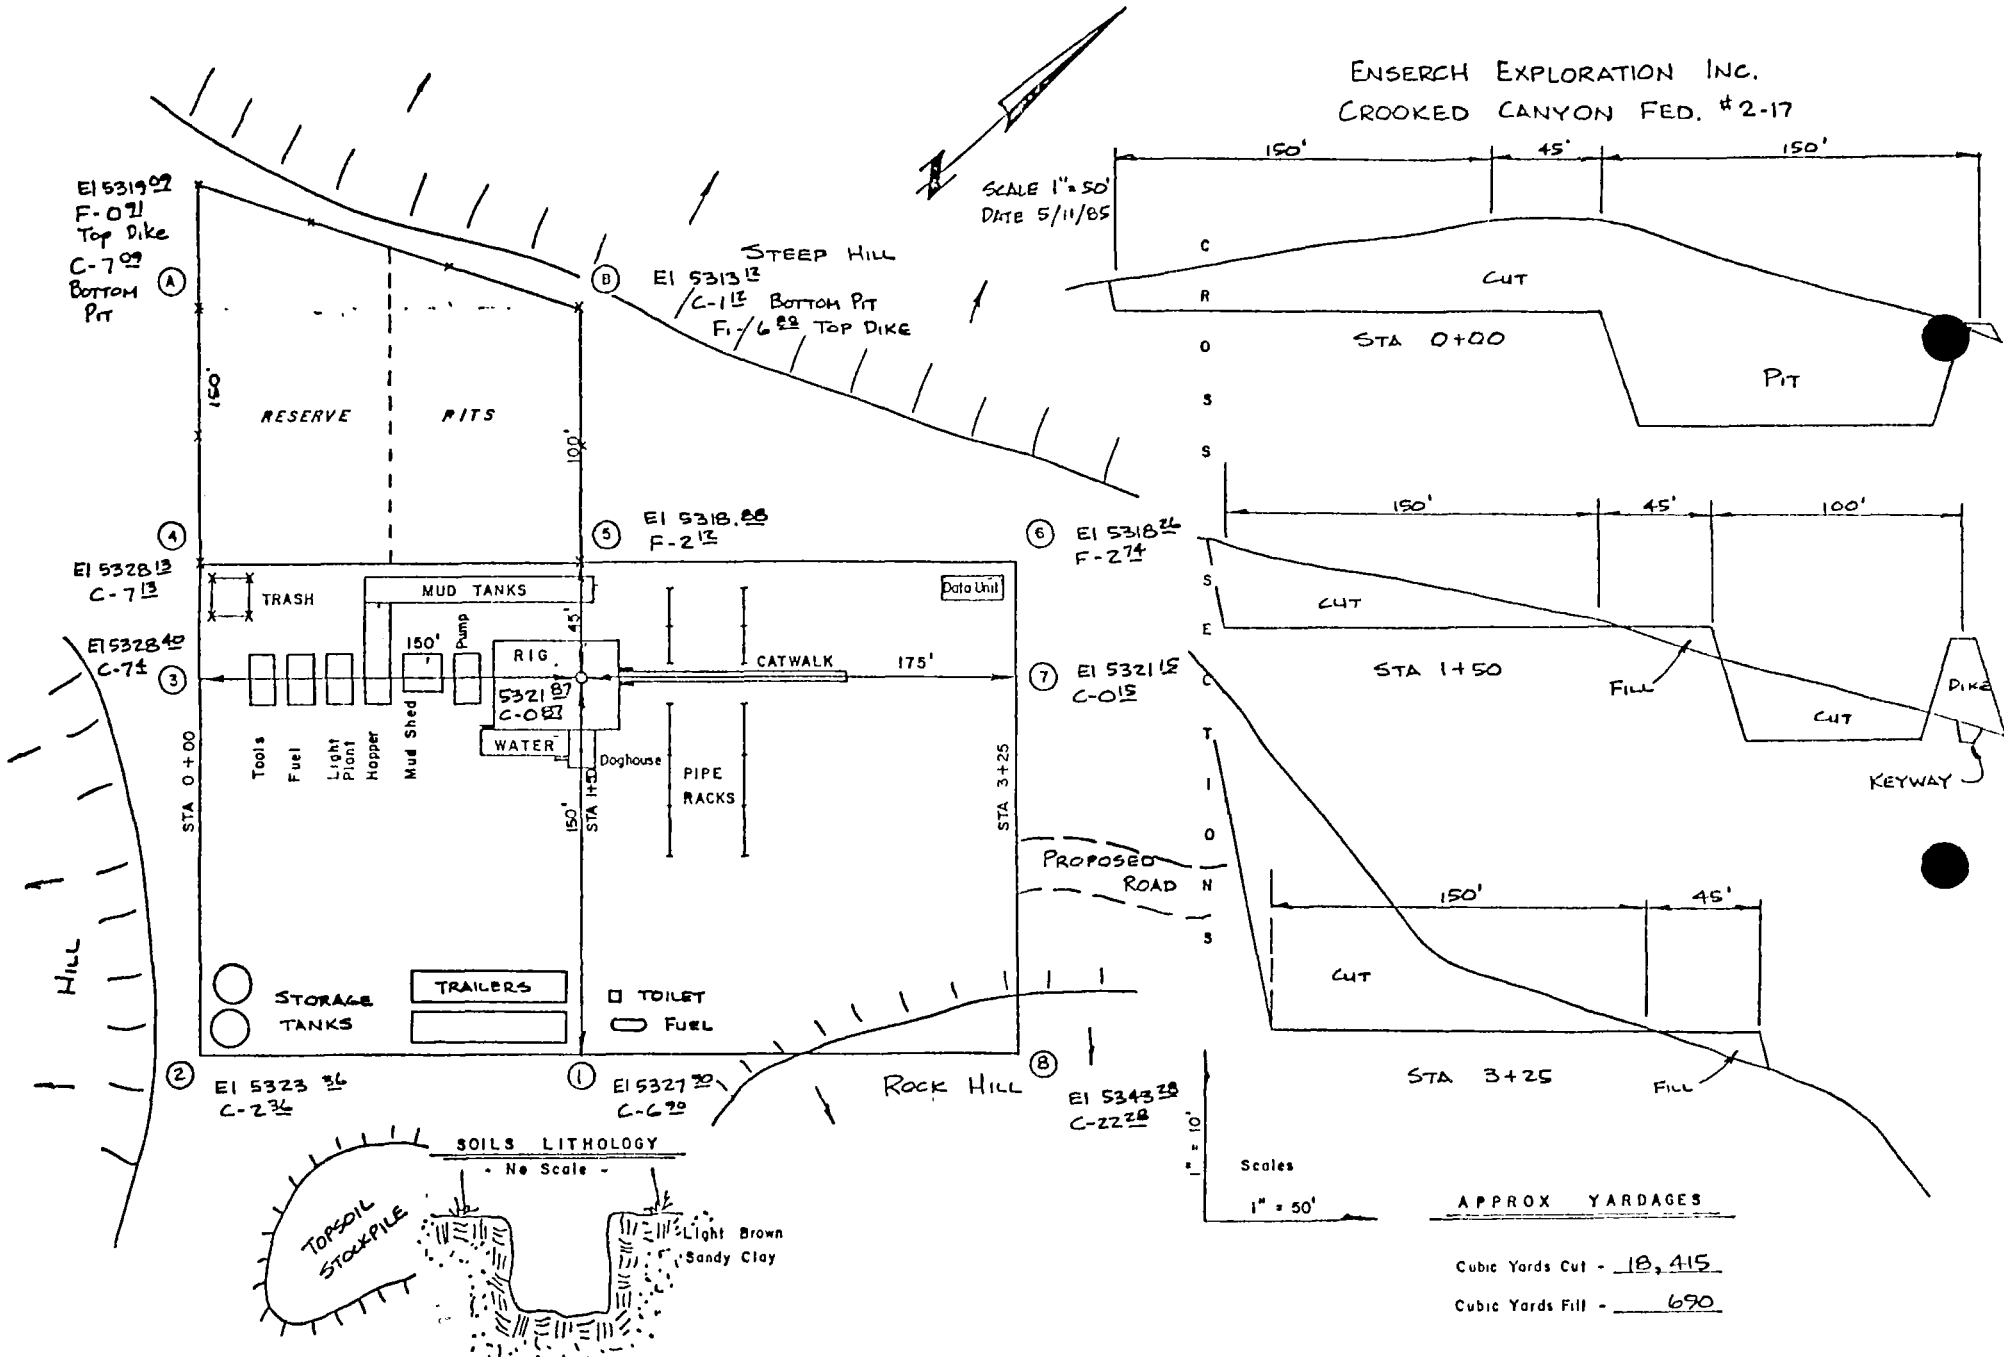 ENSERCH EXPLORATION INC.
CROOKED CANYON FED. #2-17
SCALE 1"=50'
DATE 5/11/85
N
El 5319 09
F-0 91
Top Dike
C-7 09
BOTTOM
PIT
A
B
STEEP HILL
El 5313 12
C-1 12 BOTTOM PIT
F-6 88 TOP DIKE
150'
RESERVE PITS
100'
4
El 5328 13
C-7 13
5
El 5318.88
F-2 12
6
El 5318 26
F-2 74
TRASH
MUD TANKS
Data Unit
45'
El 5328 40
C-7 4
3
150'
Pump
RIG
5321 87
C-0 87
CATWALK
175'
7
El 5321 15
C-0 15
WATER
Doghouse
Tools
Fuel
Light
Plant
Hopper
Mud Shed
PIPE
RACKS
STA 0+00
150'
STA 1+50
STA 3+25
PROPOSED
ROAD
HILL
STORAGE
TANKS
TRAILERS
TOILET
FUEL
2
El 5323 36
C-2 36
1
El 5327 90
C-6 90
ROCK HILL
8
El 5343 28
C-22 28
TOPSOIL
STOCKPILE
SOILS LITHOLOGY
- No Scale -
Light Brown
Sandy Clay
CROSS SECTIONS
150' 45' 150'
CUT
STA 0+00
PIT
150' 45' 100'
CUT
STA 1+50
FILL
CUT
DIKE
KEYWAY
150' 45'
CUT
STA 3+25
FILL
1" = 10'
Scales
1" = 50'
APPROX YARDAGES
Cubic Yards Cut - 18,415
Cubic Yards Fill - 690